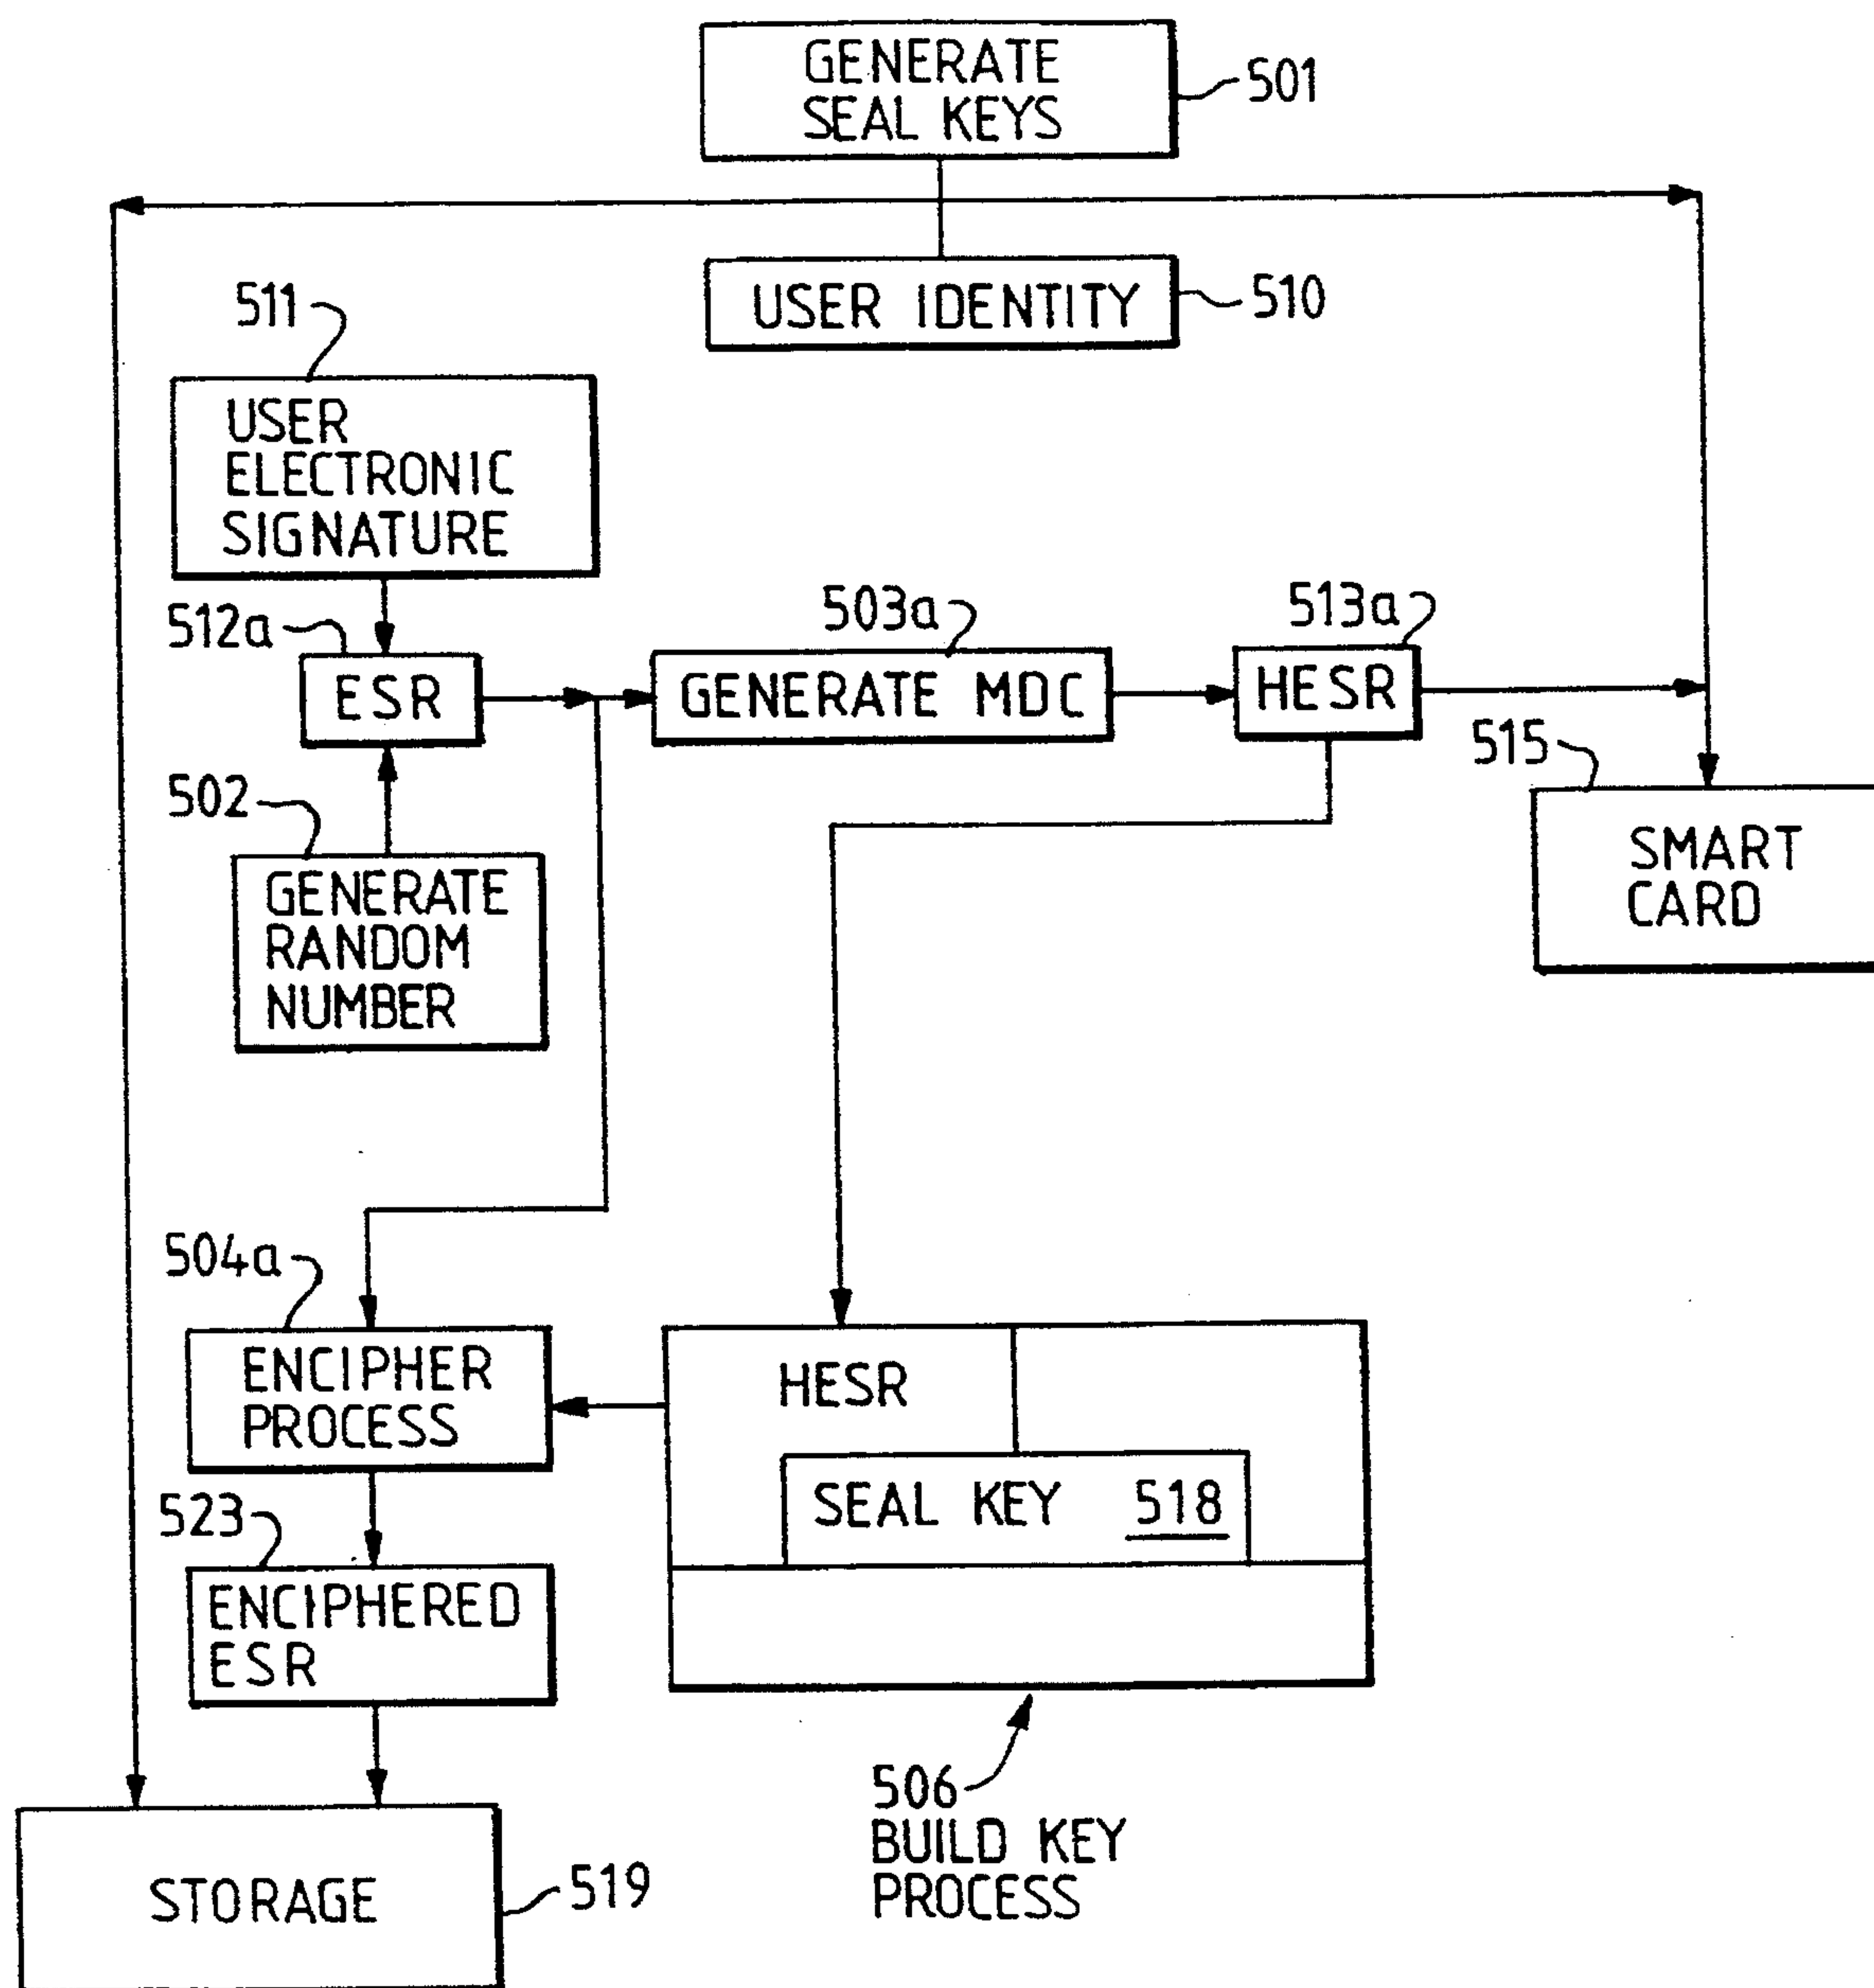 GENERATE
SEAL KEYS
501
USER IDENTITY
510
511
USER
ELECTRONIC
SIGNATURE
512a
ESR
503a
GENERATE MDC
513a
HESR
502
GENERATE
RANDOM
NUMBER
515
SMART
CARD
504a
ENCIPHER
PROCESS
HESR
SEAL KEY 518
523
ENCIPHERED
ESR
506
BUILD KEY
PROCESS
STORAGE
519